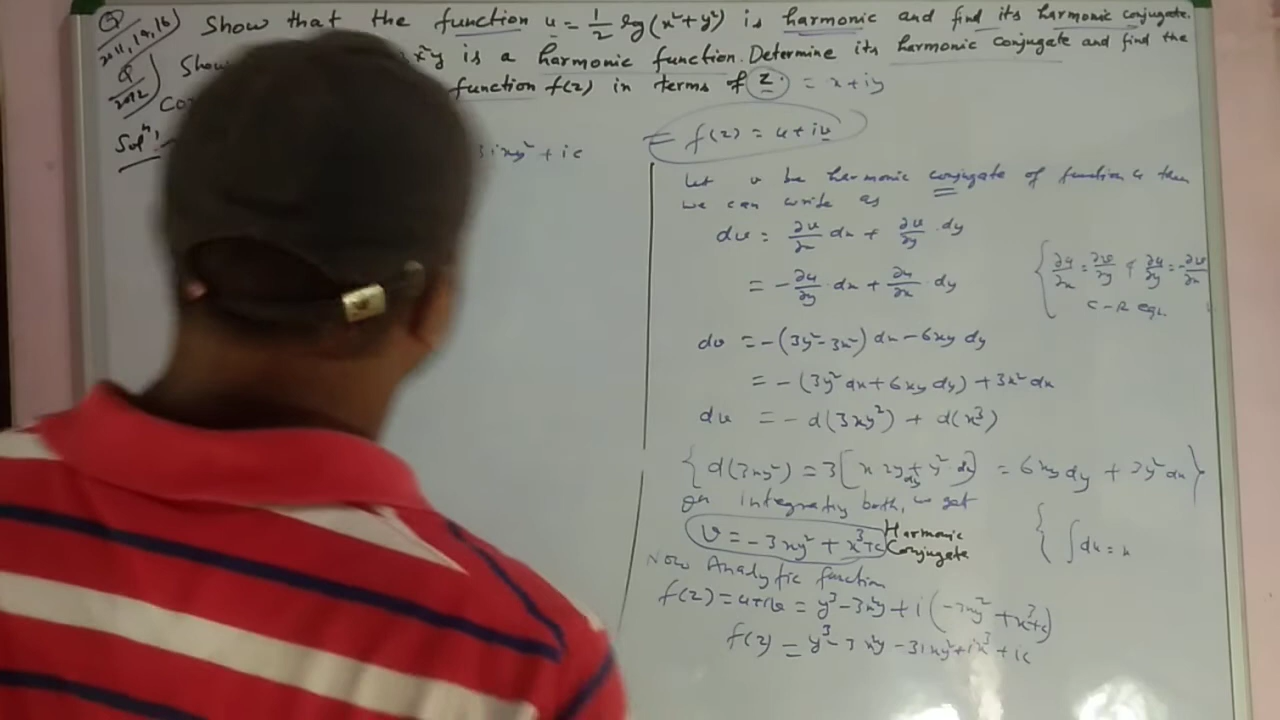 Q Show that the function u = 1/2 log(x²+y²) is harmonic and find its harmonic conjugate.
2011, 14, 16
Q Show x²y is a harmonic function. Determine its harmonic conjugate and find the
2012 Co function f(z) in terms of z. = x+iy
Solⁿ, 3ixy² + ic
= f(z) = u+iv
Let v be harmonic conjugate of function u then
we can write as
dv = ∂v/∂x dx + ∂v/∂y .dy
= -∂u/∂y .dx + ∂u/∂x .dy
{ ∂u/∂x = ∂v/∂y & ∂u/∂y = -∂v/∂x
C-R eqn.
dv = -(3y²-3x²) dx - 6xy dy
= -(3y² dx + 6xy dy) + 3x² dx
dv = - d(3xy²) + d(x³)
{ d(3xy²) = 3[x 2y + y² dx] = 6xy dy + 3y² dx }
dy
On integrating both, we get
v = -3xy² + x³+c Harmonic Conjugate
{ ∫dx = x
Now Analytic function
f(z) = u+iv = y³ - 3x²y + i(-3xy² + x³+c)
f(z) = y³ - 3x²y - 3ixy² + ix³ + ic